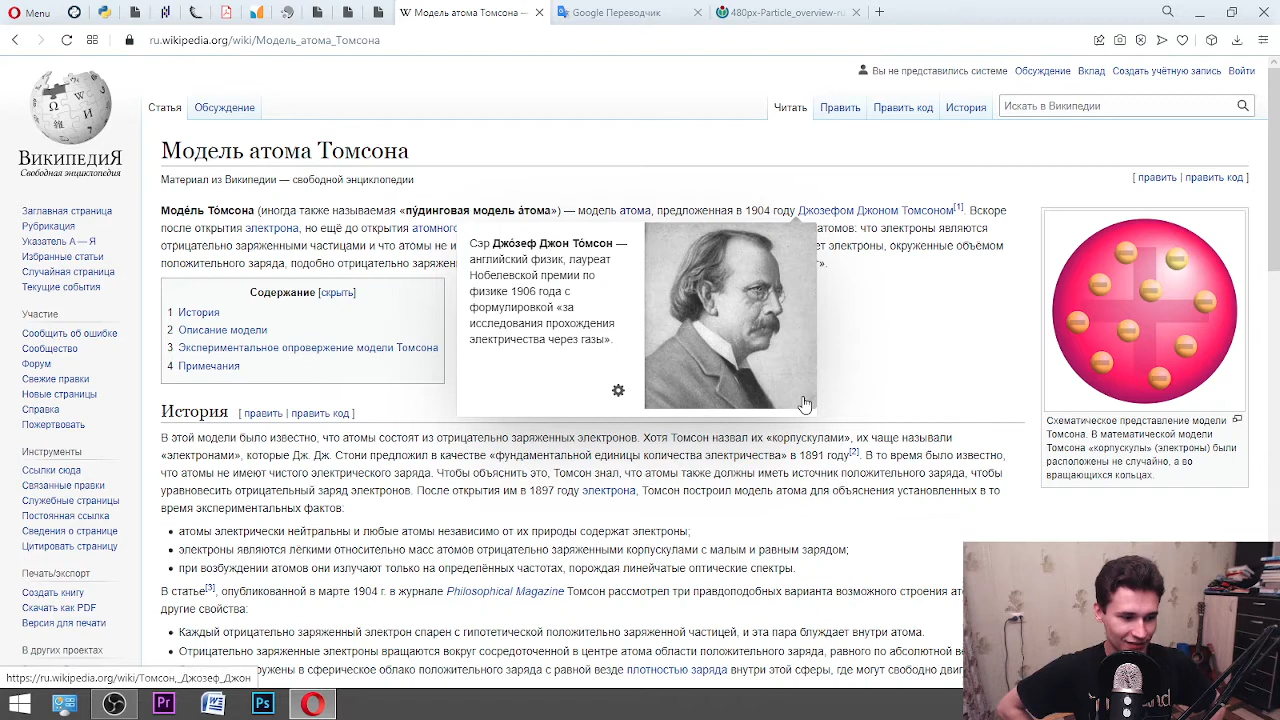 Menu
Модель атома Томсона —
Google Переводчик
480px-Particle_overview-ru
ru.wikipedia.org/wiki/Модель_атома_Томсона
Вы не представились системе Обсуждение Вклад Создать учётную запись Войти
Статья Обсуждение
Читать Править Править код История
Искать в Википедии
ВикипедиЯ
Свободная энциклопедия
Заглавная страница
Рубрикация
Указатель А — Я
Избранные статьи
Случайная страница
Текущие события
Участие
Сообщить об ошибке
Сообщество
Форум
Свежие правки
Новые страницы
Справка
Пожертвовать
Инструменты
Ссылки сюда
Связанные правки
Служебные страницы
Постоянная ссылка
Сведения о странице
Цитировать страницу
Печать/экспорт
Создать книгу
Скачать как PDF
Версия для печати
В других проектах
Модель атома Томсона
Материал из Википедии — свободной энциклопедии
[ править | править код ]
Моде́ль То́мсона (иногда также называемая «пу́динговая модель а́тома») — модель атома, предложенная в 1904 году Джозефом Джоном Томсоном[1]. Вскоре
после открытия электрона, но ещё до открытия атомного томов: что электроны являются
отрицательно заряженными частицами и что атомы не и т электроны, окруженные объёмом
положительного заряда, подобно отрицательно заряжен ».
Сэр Джо́зеф Джон То́мсон —
английский физик, лауреат
Нобелевской премии по
физике 1906 года с
формулировкой «за
исследования прохождения
электричества через газы».
Содержание [скрыть]
1 История
2 Описание модели
3 Экспериментальное опровержение модели Томсона
4 Примечания
История [ править | править код ]
В этой модели было известно, что атомы состоят из отрицательно заряженных электронов. Хотя Томсон назвал их «корпускулами», их чаще называли
«электронами», которые Дж. Дж. Стони предложил в качестве «фундаментальной единицы количества электричества» в 1891 году[2]. В то время было известно,
что атомы не имеют чистого электрического заряда. Чтобы объяснить это, Томсон знал, что атомы также должны иметь источник положительного заряда, чтобы
уравновесить отрицательный заряд электронов. После открытия им в 1897 году электрона, Томсон построил модель атома для объяснения установленных в то
время экспериментальных фактов:
• атомы электрически нейтральны и любые атомы независимо от их природы содержат электроны;
• электроны являются лёгкими относительно масс атомов отрицательно заряженными корпускулами с малым и равным зарядом;
• при возбуждении атомов они излучают только на определённых частотах, порождая линейчатые оптические спектры.
В статье[3], опубликованной в марте 1904 г. в журнале Philosophical Magazine Томсон рассмотрел три правдоподобных варианта возможного строения ат
другие свойства:
• Каждый отрицательно заряженный электрон спарен с гипотетической положительно заряженной частицей, и эта пара блуждает внутри атома.
• Отрицательно заряженные электроны вращаются вокруг сосредоточенной в центре атома области положительного заряда, равного по абсолютной ве
ружены в сферическое облако положительного заряда с равной везде плотностью заряда внутри этой сферы, где могут свободно двиг
Схематическое представление модели
Томсона. В математической модели
Томсона «корпускулы» (электроны) были
расположены не случайно, а во
вращающихся кольцах.
https://ru.wikipedia.org/wiki/Томсон,_Джозеф_Джон
Pr
Ps